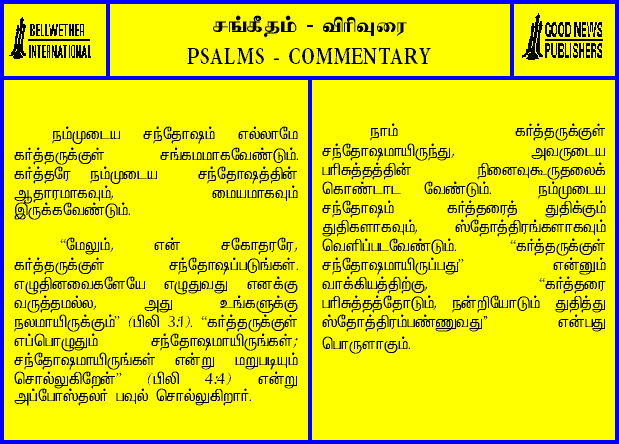 BELLWETHER
INTERNATIONAL
சங்கீதம் - விரிவுரை
PSALMS - COMMENTARY
GOOD NEWS
PUBLISHERS
நம்முடைய சந்தோஷம் எல்லாமே
கர்த்தருக்குள் சங்கமமாகவேண்டும்.
கர்த்தரே நம்முடைய சந்தோஷத்தின்
ஆதாரமாகவும், மையமாகவும்
இருக்கவேண்டும்.
“மேலும், என் சகோதரரே,
கர்த்தருக்குள் சந்தோஷப்படுங்கள்.
எழுதினவைகளேயே எழுதுவது எனக்கு
வருத்தமல்ல, அது உங்களுக்கு
நலமாயிருக்கும்” (பிலி 3:1). “கர்த்தருக்குள்
எப்பொழுதும் சந்தோஷமாயிருங்கள்;
சந்தோஷமாயிருங்கள் என்று மறுபடியும்
சொல்லுகிறேன்” (பிலி 4:4) என்று
அப்போஸ்தலர் பவுல் சொல்லுகிறார்.
நாம் கர்த்தருக்குள்
சந்தோஷமாயிருந்து, அவருடைய
பரிசுத்தத்தின் நினைவுகூருதலைக்
கொண்டாட வேண்டும். நம்முடைய
சந்தோஷம் கர்த்தரைத் துதிக்கும்
துதிகளாகவும், ஸ்தோத்திரங்களாகவும்
வெளிப்படவேண்டும். “கர்த்தருக்குள்
சந்தோஷமாயிருப்பது” என்னும்
வாக்கியத்திற்கு, “கர்த்தரை
பரிசுத்தத்தோடும், நன்றியோடும் துதித்து
ஸ்தோத்திரம்பண்ணுவது” என்பது
பொருளாகும்.